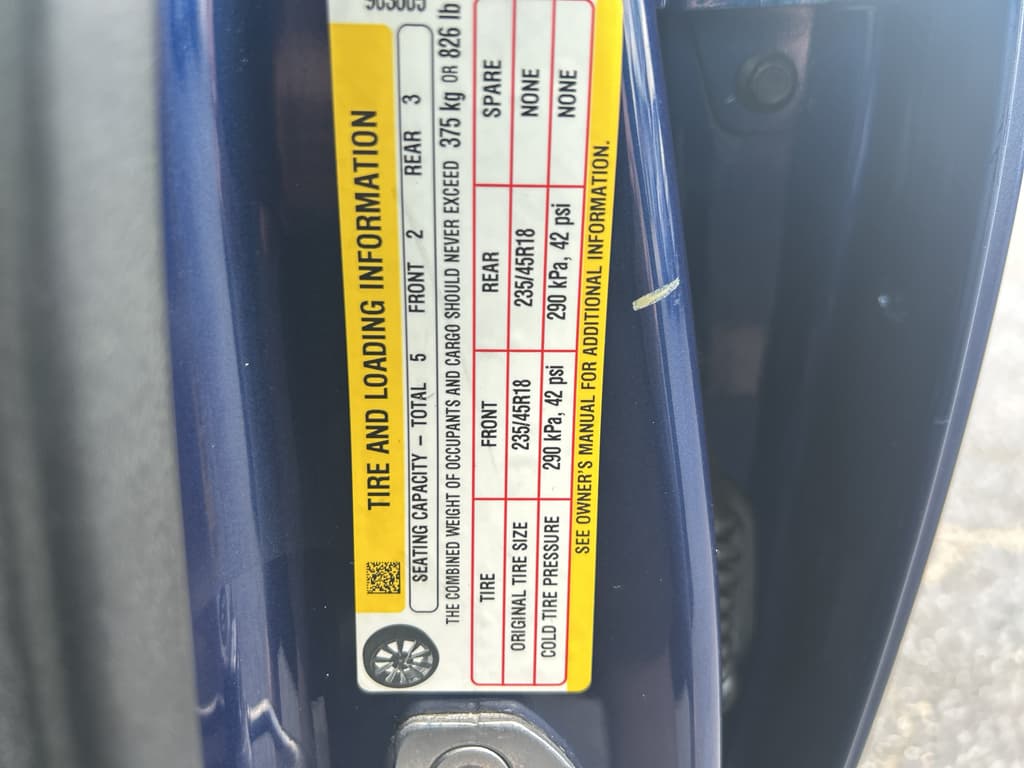 TIRE AND LOADING INFORMATION
SEATING CAPACITY - TOTAL 5 FRONT 2 REAR 3
THE COMBINED WEIGHT OF OCCUPANTS AND CARGO SHOULD NEVER EXCEED 375 kg OR 826 lb
TIRE FRONT REAR SPARE
ORIGINAL TIRE SIZE 235/45R18 235/45R18 NONE
COLD TIRE PRESSURE 290 kPa, 42 psi 290 kPa, 42 psi NONE
SEE OWNER'S MANUAL FOR ADDITIONAL INFORMATION.